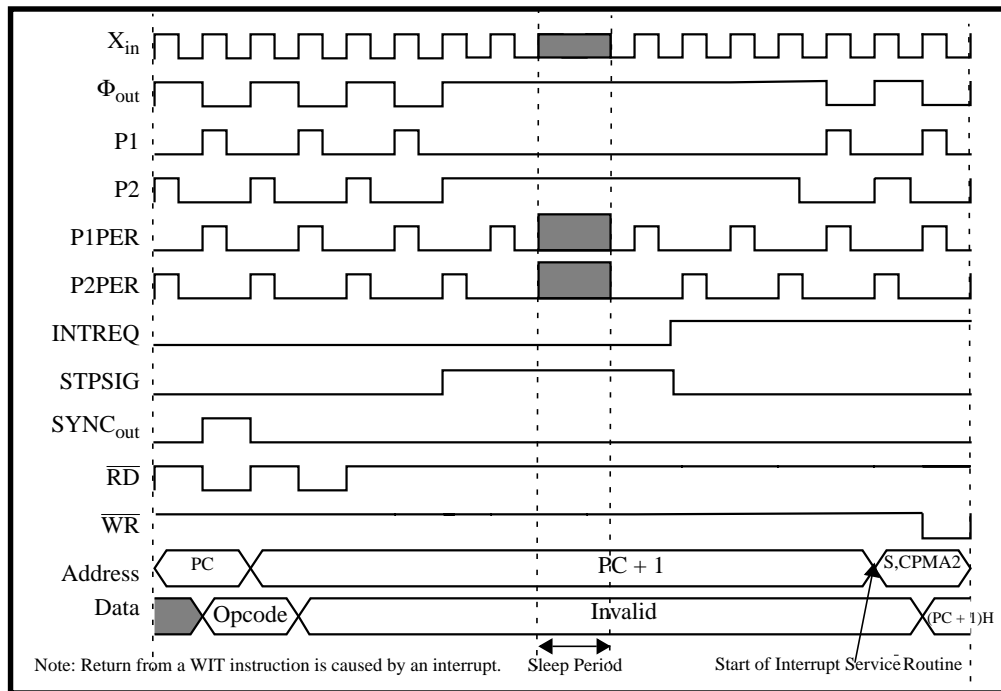 Xin
Φout
P1
P2
P1PER
P2PER
INTREQ
STPSIG
SYNCout
RD
WR
Address PC PC + 1 S,CPMA2
Data Opcode Invalid (PC + 1)H
Note: Return from a WIT instruction is caused by an interrupt. Sleep Period Start of Interrupt Service Routine